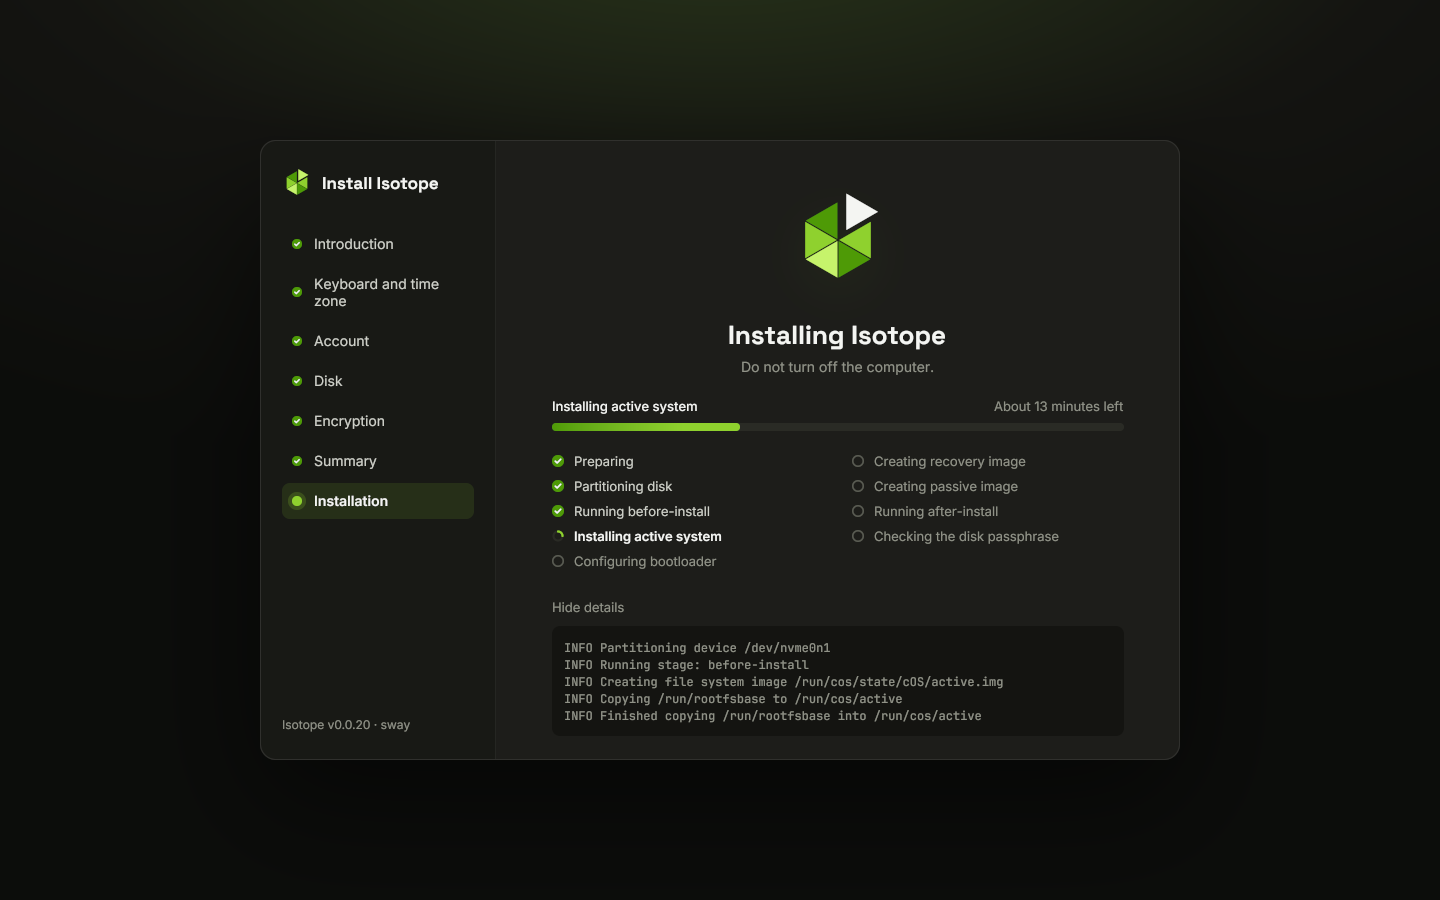 Install Isotope
Introduction
Keyboard and time
zone
Account
Disk
Encryption
Summary
Installation
Isotope v0.0.20 · sway
Installing Isotope
Do not turn off the computer.
Installing active system
About 13 minutes left
Preparing
Partitioning disk
Running before-install
Installing active system
Configuring bootloader
Creating recovery image
Creating passive image
Running after-install
Checking the disk passphrase
Hide details
INFO Partitioning device /dev/nvme0n1
INFO Running stage: before-install
INFO Creating file system image /run/cos/state/cOS/active.img
INFO Copying /run/rootfsbase to /run/cos/active
INFO Finished copying /run/rootfsbase into /run/cos/active